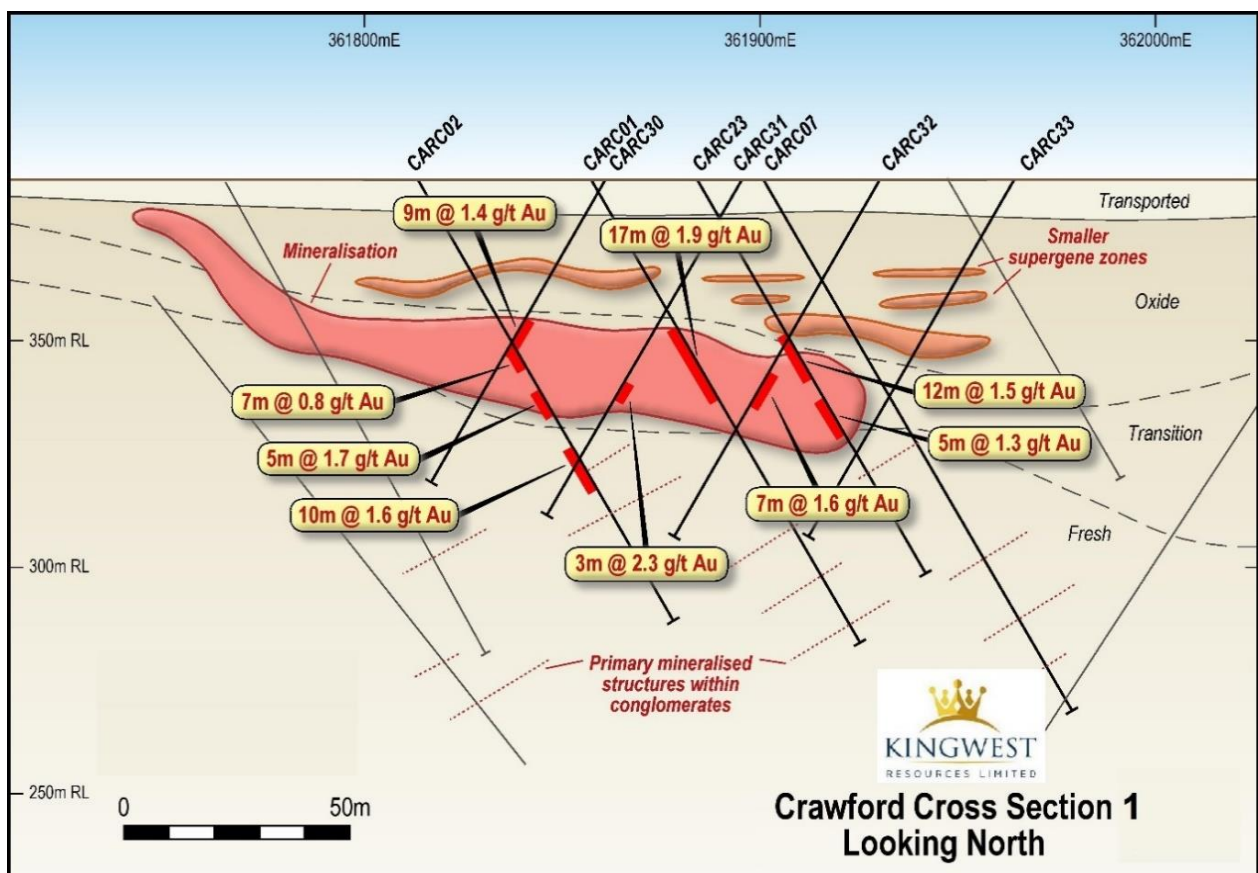 361800mE
361900mE
362000mE
CARC02
CARC01
CARC30
CARC23
CARC31
CARC07
CARC32
CARC33
Transported
9m @ 1.4 g/t Au
17m @ 1.9 g/t Au
Mineralisation
Smaller
supergene zones
Oxide
350m RL
7m @ 0.8 g/t Au
12m @ 1.5 g/t Au
5m @ 1.7 g/t Au
5m @ 1.3 g/t Au
Transition
10m @ 1.6 g/t Au
7m @ 1.6 g/t Au
Fresh
3m @ 2.3 g/t Au
300m RL
Primary mineralised
structures within
conglomerates
KINGWEST
RESOURCES LIMITED
250m RL
0
50m
Crawford Cross Section 1
Looking North